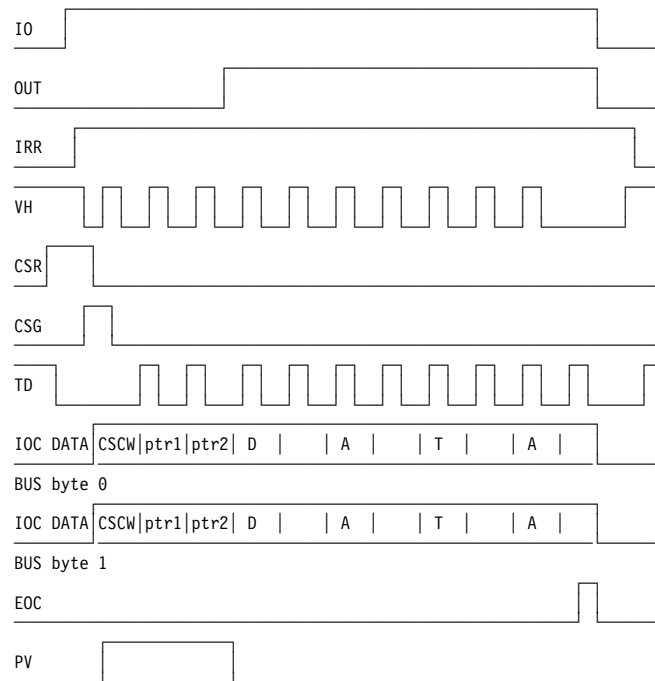 IO
OUT
IRR
VH
CSR
CSG
TD
IOC DATA CSCW|ptr1|ptr2| D | | A | | T | | A |
BUS byte 0
IOC DATA CSCW|ptr1|ptr2| D | | A | | T | | A |
BUS byte 1
EOC
PV